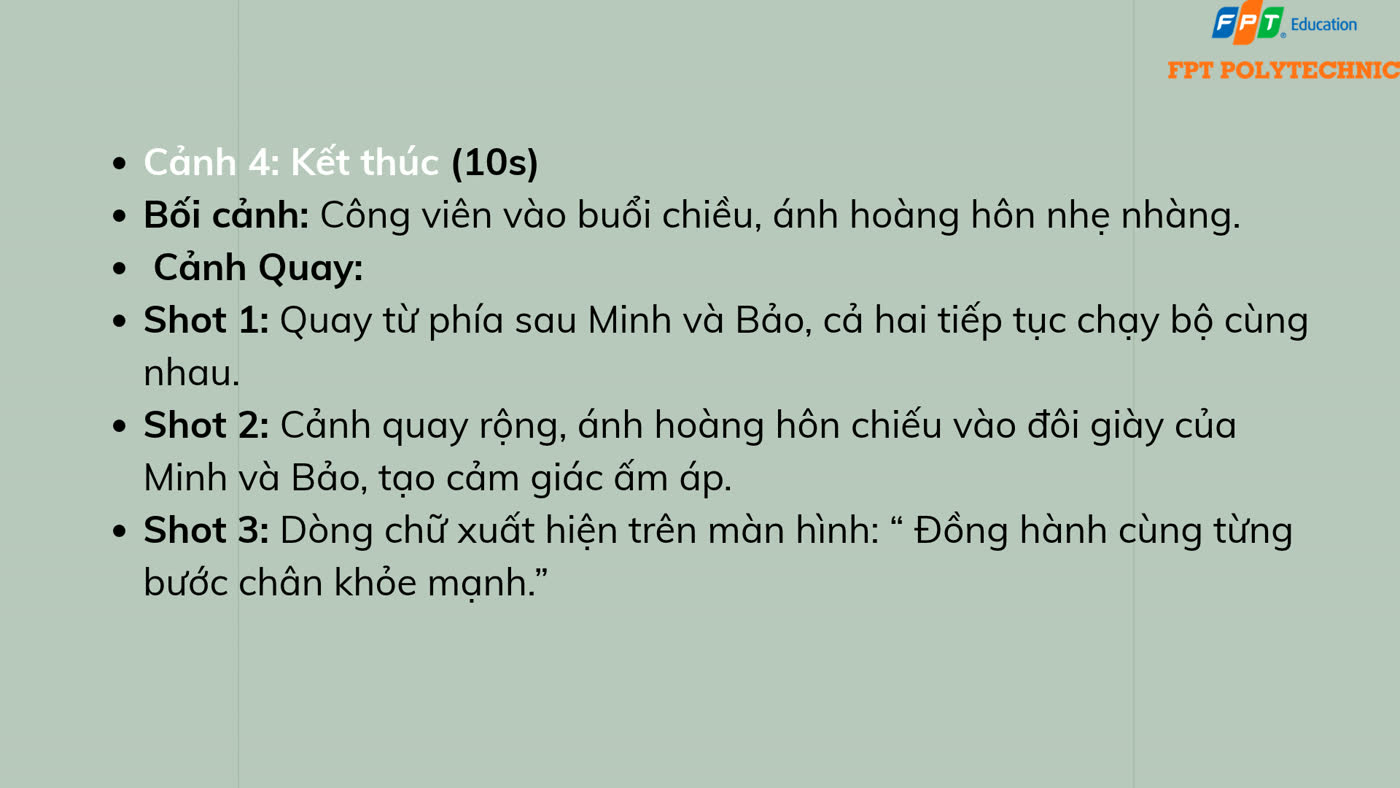 FPT Education
FPT POLYTECHNIC
• Cảnh 4: Kết thúc (10s)
• Bối cảnh: Công viên vào buổi chiều, ánh hoàng hôn nhẹ nhàng.
• Cảnh Quay:
• Shot 1: Quay từ phía sau Minh và Bảo, cả hai tiếp tục chạy bộ cùng
nhau.
• Shot 2: Cảnh quay rộng, ánh hoàng hôn chiếu vào đôi giày của
Minh và Bảo, tạo cảm giác ấm áp.
• Shot 3: Dòng chữ xuất hiện trên màn hình: “ Đồng hành cùng từng
bước chân khỏe mạnh.”